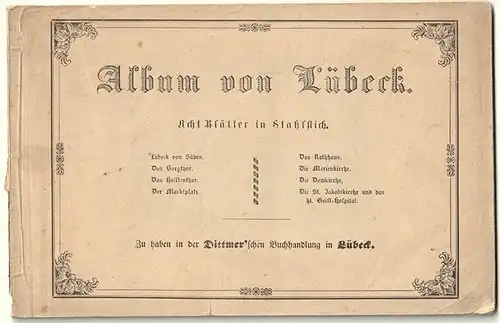 Album von Lübeck.
Acht Blätter in Stahlstich.
Lübeck von Süden.
Das Burgthor.
Das Holstenthor.
Der Marktplatz.
Das Rathhaus.
Die Marienkirche.
Die Domkirche.
Die St. Jakobikirche und das
hl. Geist-Hospital.
Zu haben in der Dittmer'schen Buchhandlung in Lübeck.